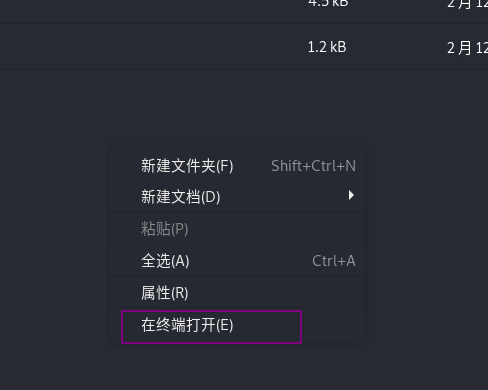 4.5 kB 2 月 12
1.2 kB 2 月 12
新建文件夹(F) Shift+Ctrl+N
新建文档(D)
粘贴(P)
全选(A) Ctrl+A
属性(R)
在终端打开(E)